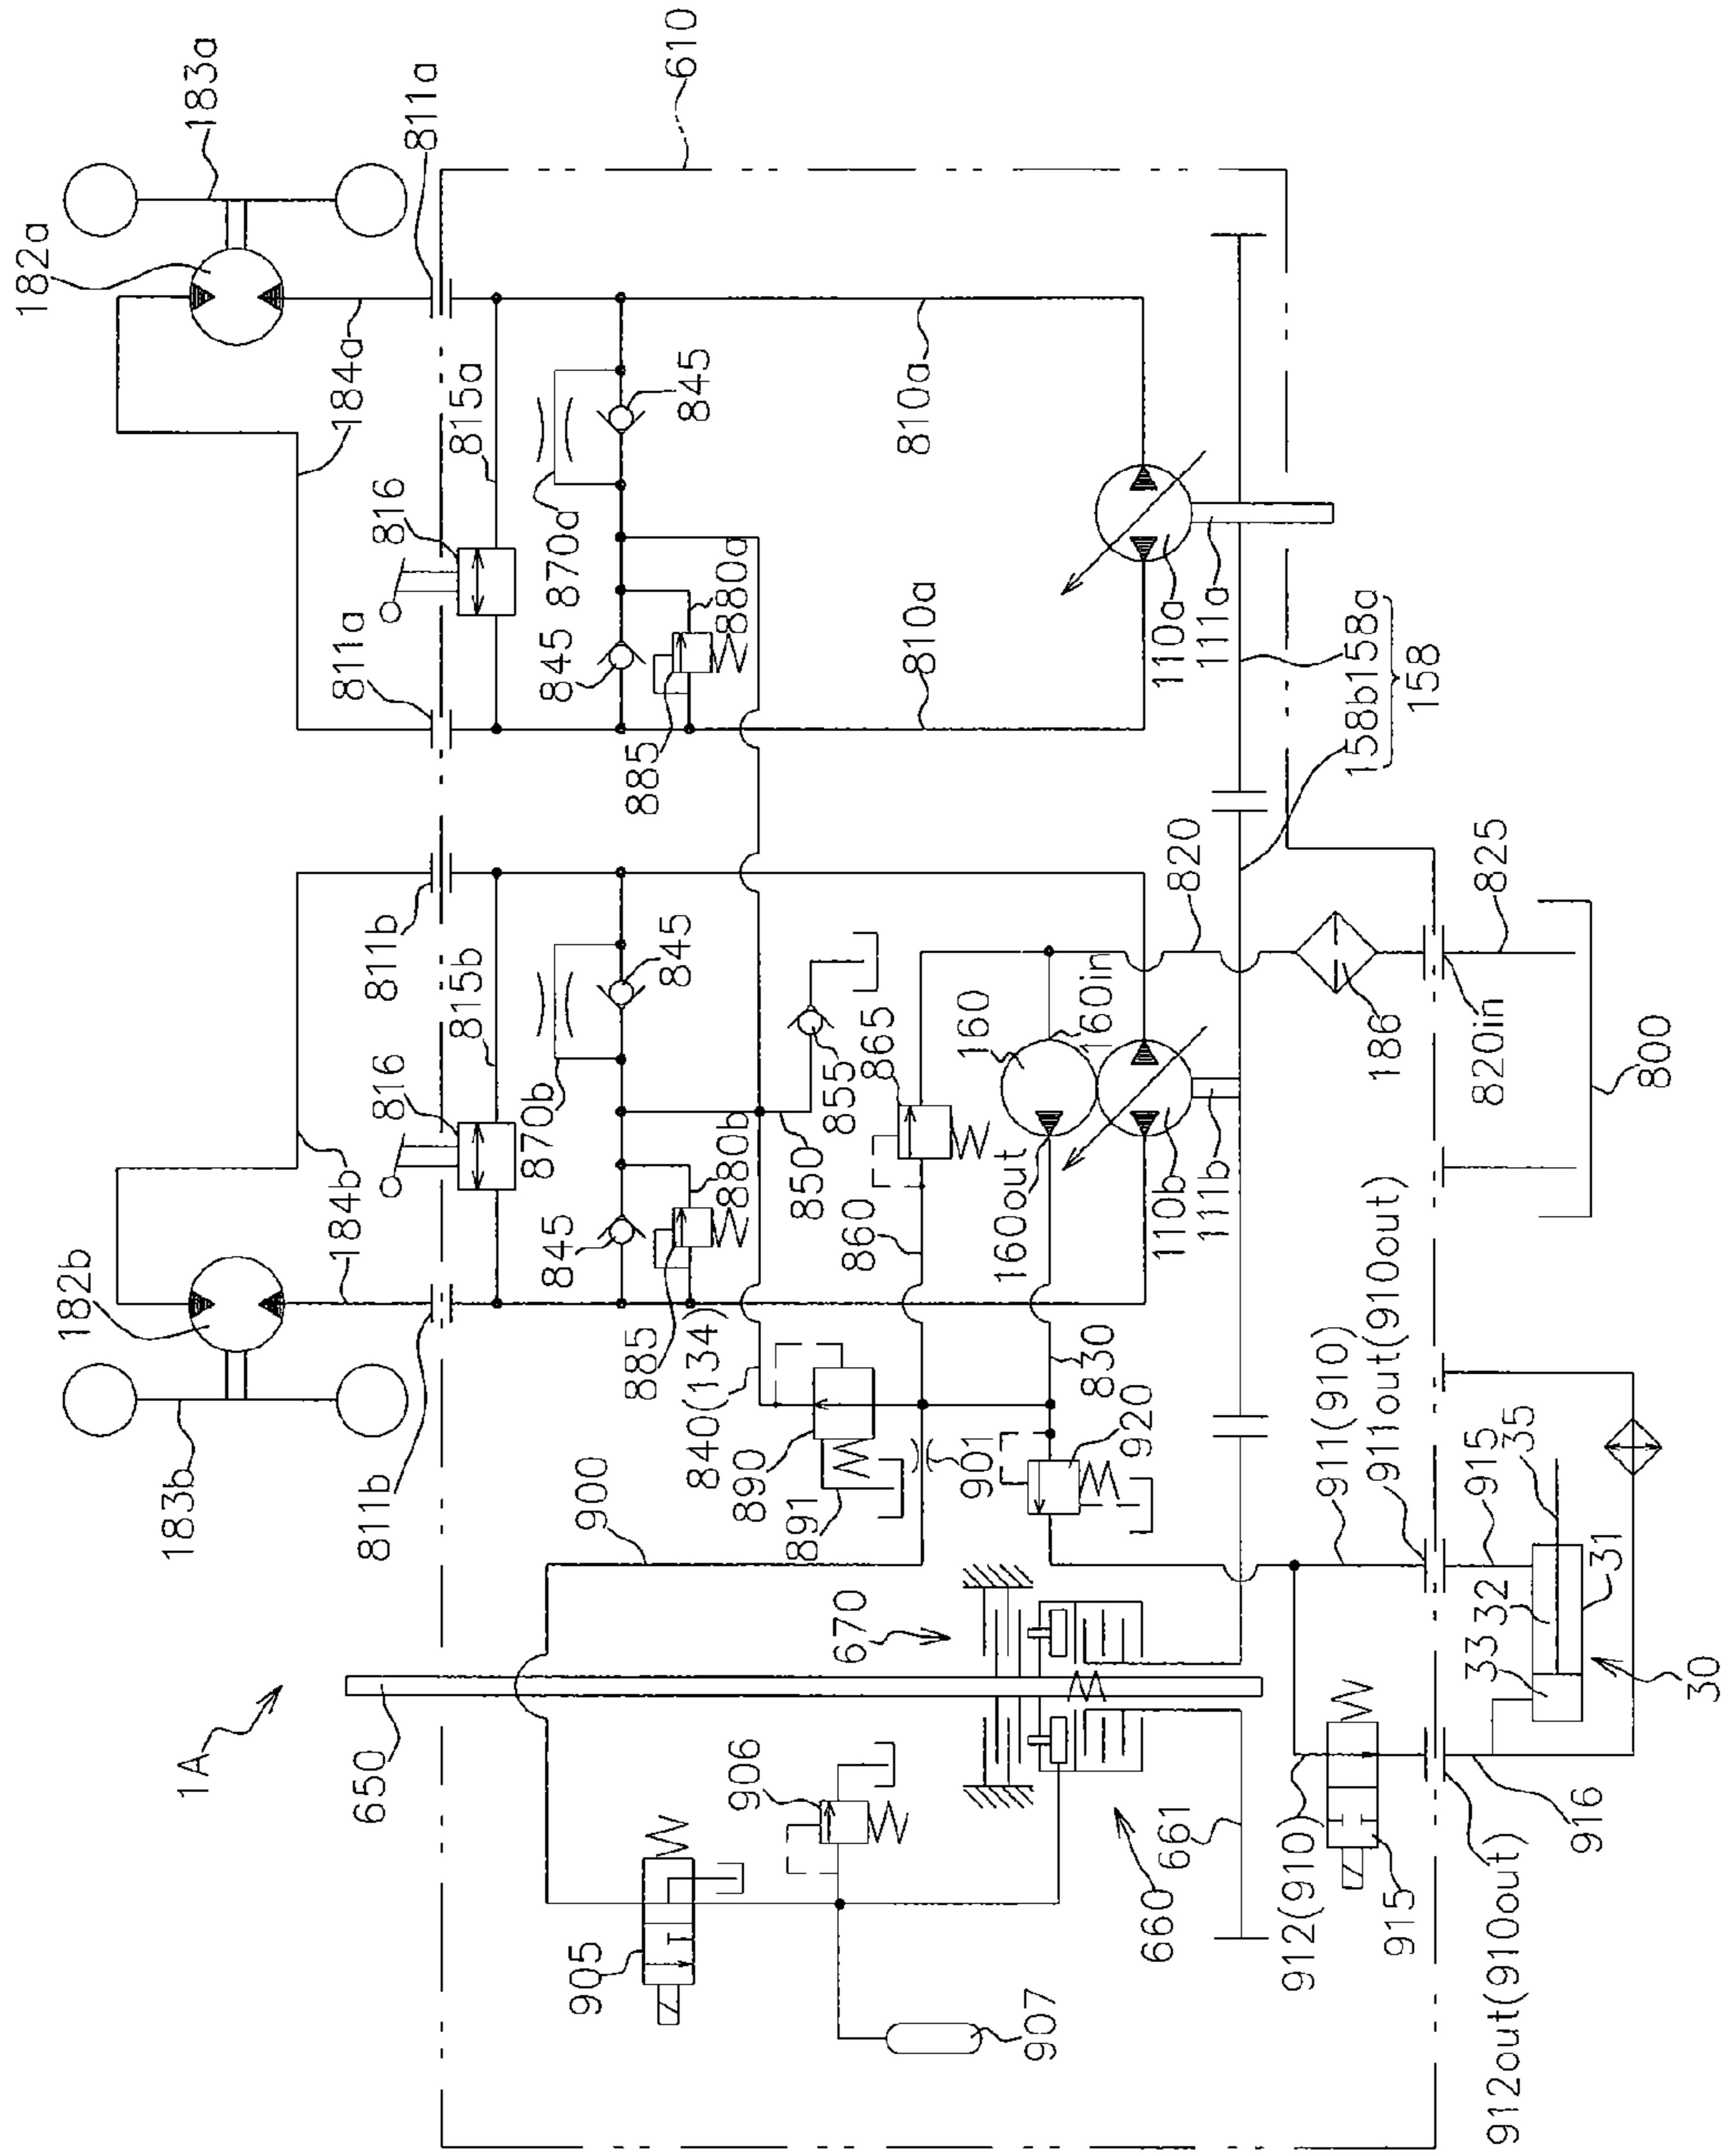 1A
650
183b
182b
184b
811b
183a
182a
184a
811a
610
811a
816
815a
811b
816
815b
870a
845
845
880a
885
810a
810a
870b
845
845
880b
885
840(134)
890
891
900
901
920
850
855
860
865
160
160in
160out
830
110b
111b
110a
111a
158b
158a
158
820
186
820in
825
800
670
660
661
905
906
907
911(910)
911out(910out)
912(910)
915
912out(910out)
916
915
35
33
32
31
30